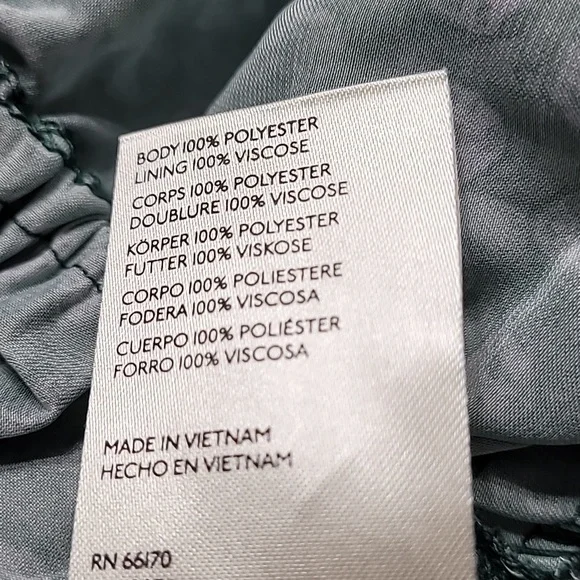 BODY 100% POLYESTER
LINING 100% VISCOSE
CORPS 100% POLYESTER
DOUBLURE 100% VISCOSE
KÖRPER 100% POLYESTER
FUTTER 100% VISKOSE
CORPO 100% POLIESTERE
FODERA 100% VISCOSA
CUERPO 100% POLIÉSTER
FORRO 100% VISCOSA
MADE IN VIETNAM
HECHO EN VIETNAM
RN 66170